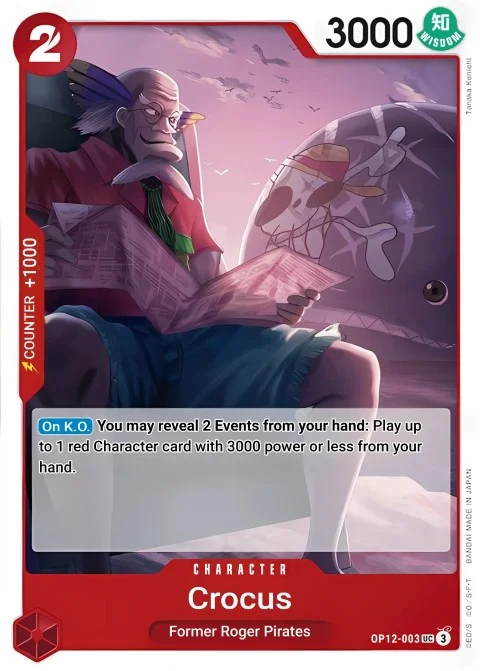 2
3000
知
WISDOM
Tanaka Kenichi
COUNTER +1000
On K.O. You may reveal 2 Events from your hand: Play up
to 1 red Character card with 3000 power or less from your
hand.
CHARACTER
Crocus
Former Roger Pirates
OP12-003 UC 3
©E.O/S. ©O/S·F·T BANDAI MADE IN JAPAN